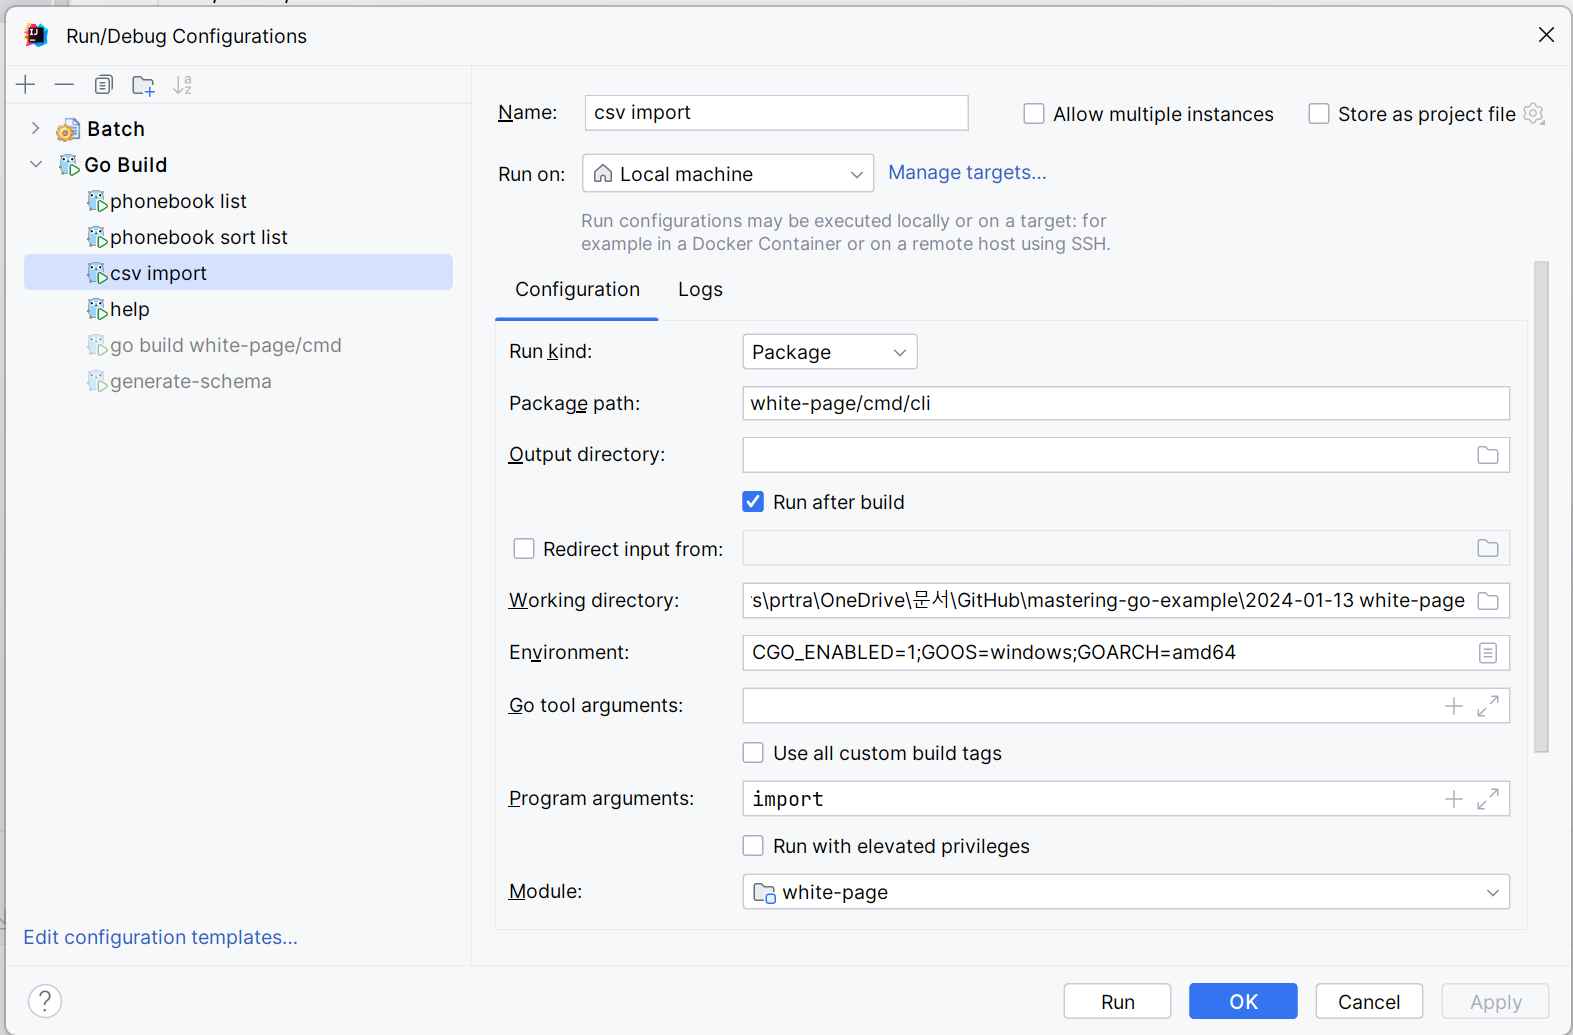 Run/Debug Configurations
Batch
Go Build
phonebook list
phonebook sort list
csv import
help
go build white-page/cmd
generate-schema
Edit configuration templates...
Name: csv import Allow multiple instances Store as project file
Run on: Local machine Manage targets...
Run configurations may be executed locally or on a target: for
example in a Docker Container or on a remote host using SSH.
Configuration Logs
Run kind: Package
Package path: white-page/cmd/cli
Output directory:
Run after build
Redirect input from:
Working directory: s\prtra\OneDrive\문서\GitHub\mastering-go-example\2024-01-13 white-page
Environment: CGO_ENABLED=1;GOOS=windows;GOARCH=amd64
Go tool arguments:
Use all custom build tags
Program arguments: import
Run with elevated privileges
Module: white-page
? Run OK Cancel Apply